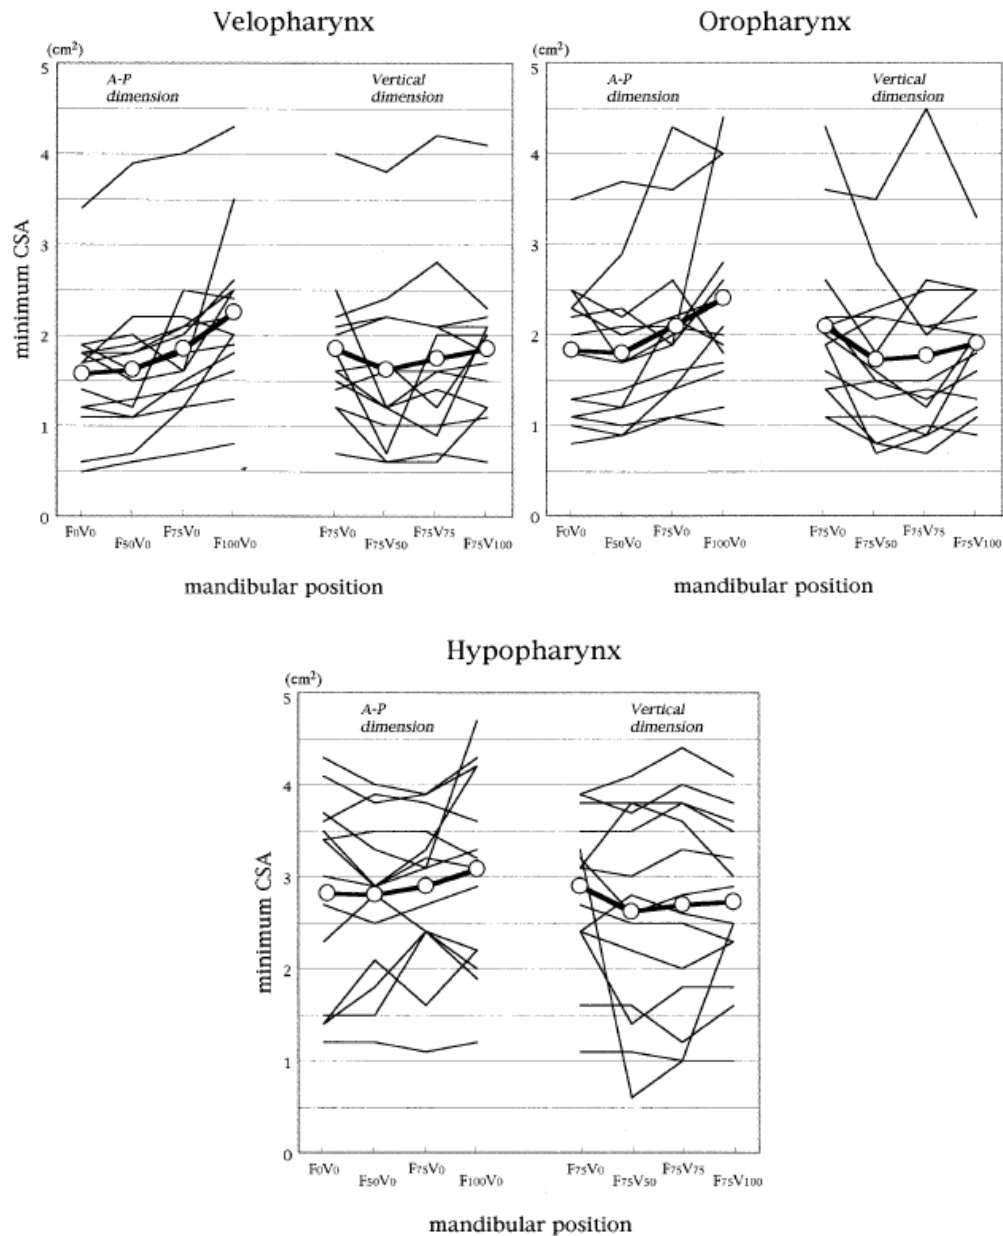 Velopharynx
(cm²)
A-P
dimension
Vertical
dimension
5
4
3
2
1
0
minimum CSA
F0V0
F50V0
F75V0
F100V0
F75V0
F75V50
F75V75
F75V100
mandibular position
Oropharynx
(cm²)
A-P
dimension
Vertical
dimension
5
4
3
2
1
0
F0V0
F50V0
F75V0
F100V0
F75V0
F75V50
F75V75
F75V100
mandibular position
Hypopharynx
(cm²)
A-P
dimension
Vertical
dimension
5
4
3
2
1
0
minimum CSA
F0V0
F50V0
F75V0
F100V0
F75V0
F75V50
F75V75
F75V100
mandibular position